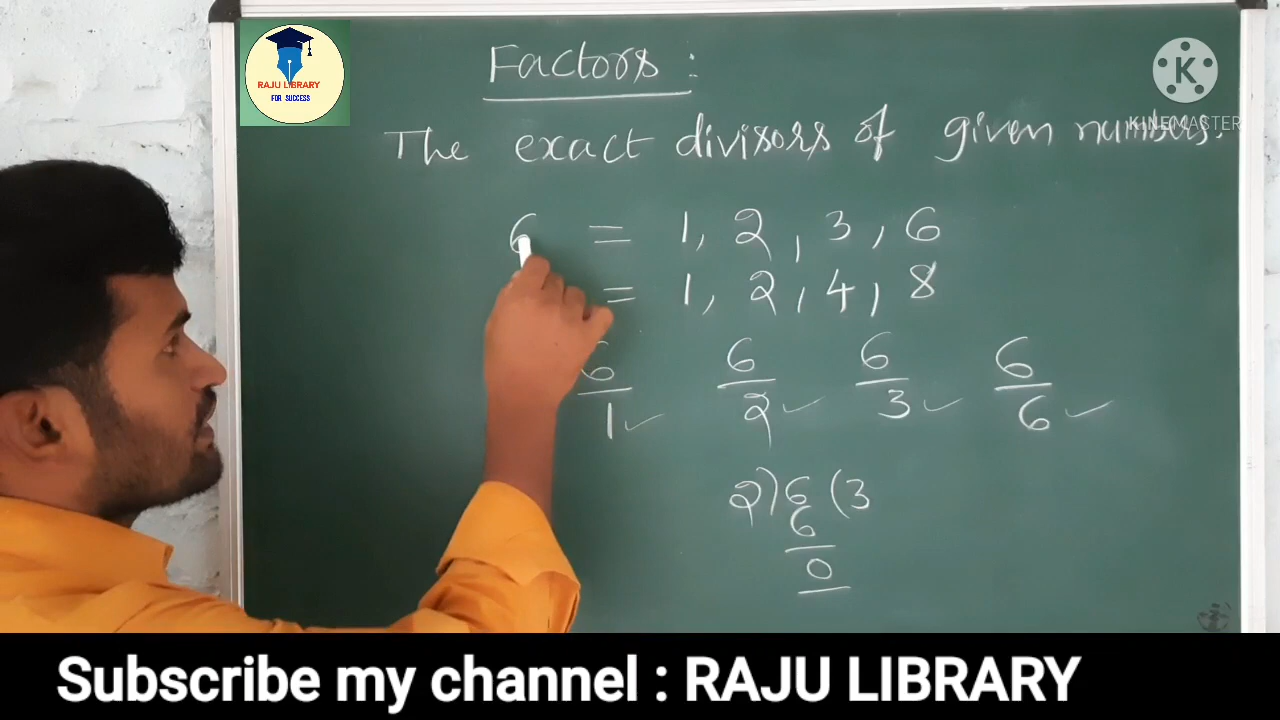 RAJU LIBRARY
FOR SUCCESS
K
KINEMASTER
Factors :
The exact divisors of given numbers.
6 = 1, 2, 3, 6
= 1, 2, 4, 8
6/1 ✓ 6/2 ✓ 6/3 ✓ 6/6 ✓
2)6(3
6
0
Subscribe my channel : RAJU LIBRARY